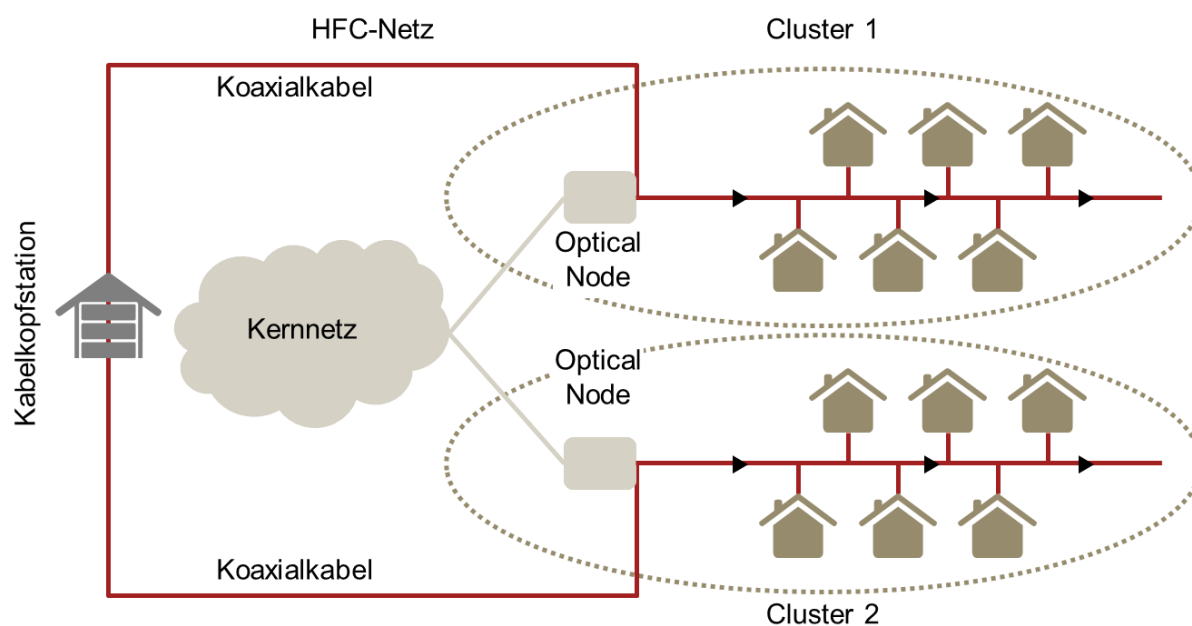 HFC-Netz
Cluster 1
Koaxialkabel
Kabelkopfstation
Kernnetz
Optical
Node
Optical
Node
Koaxialkabel
Cluster 2